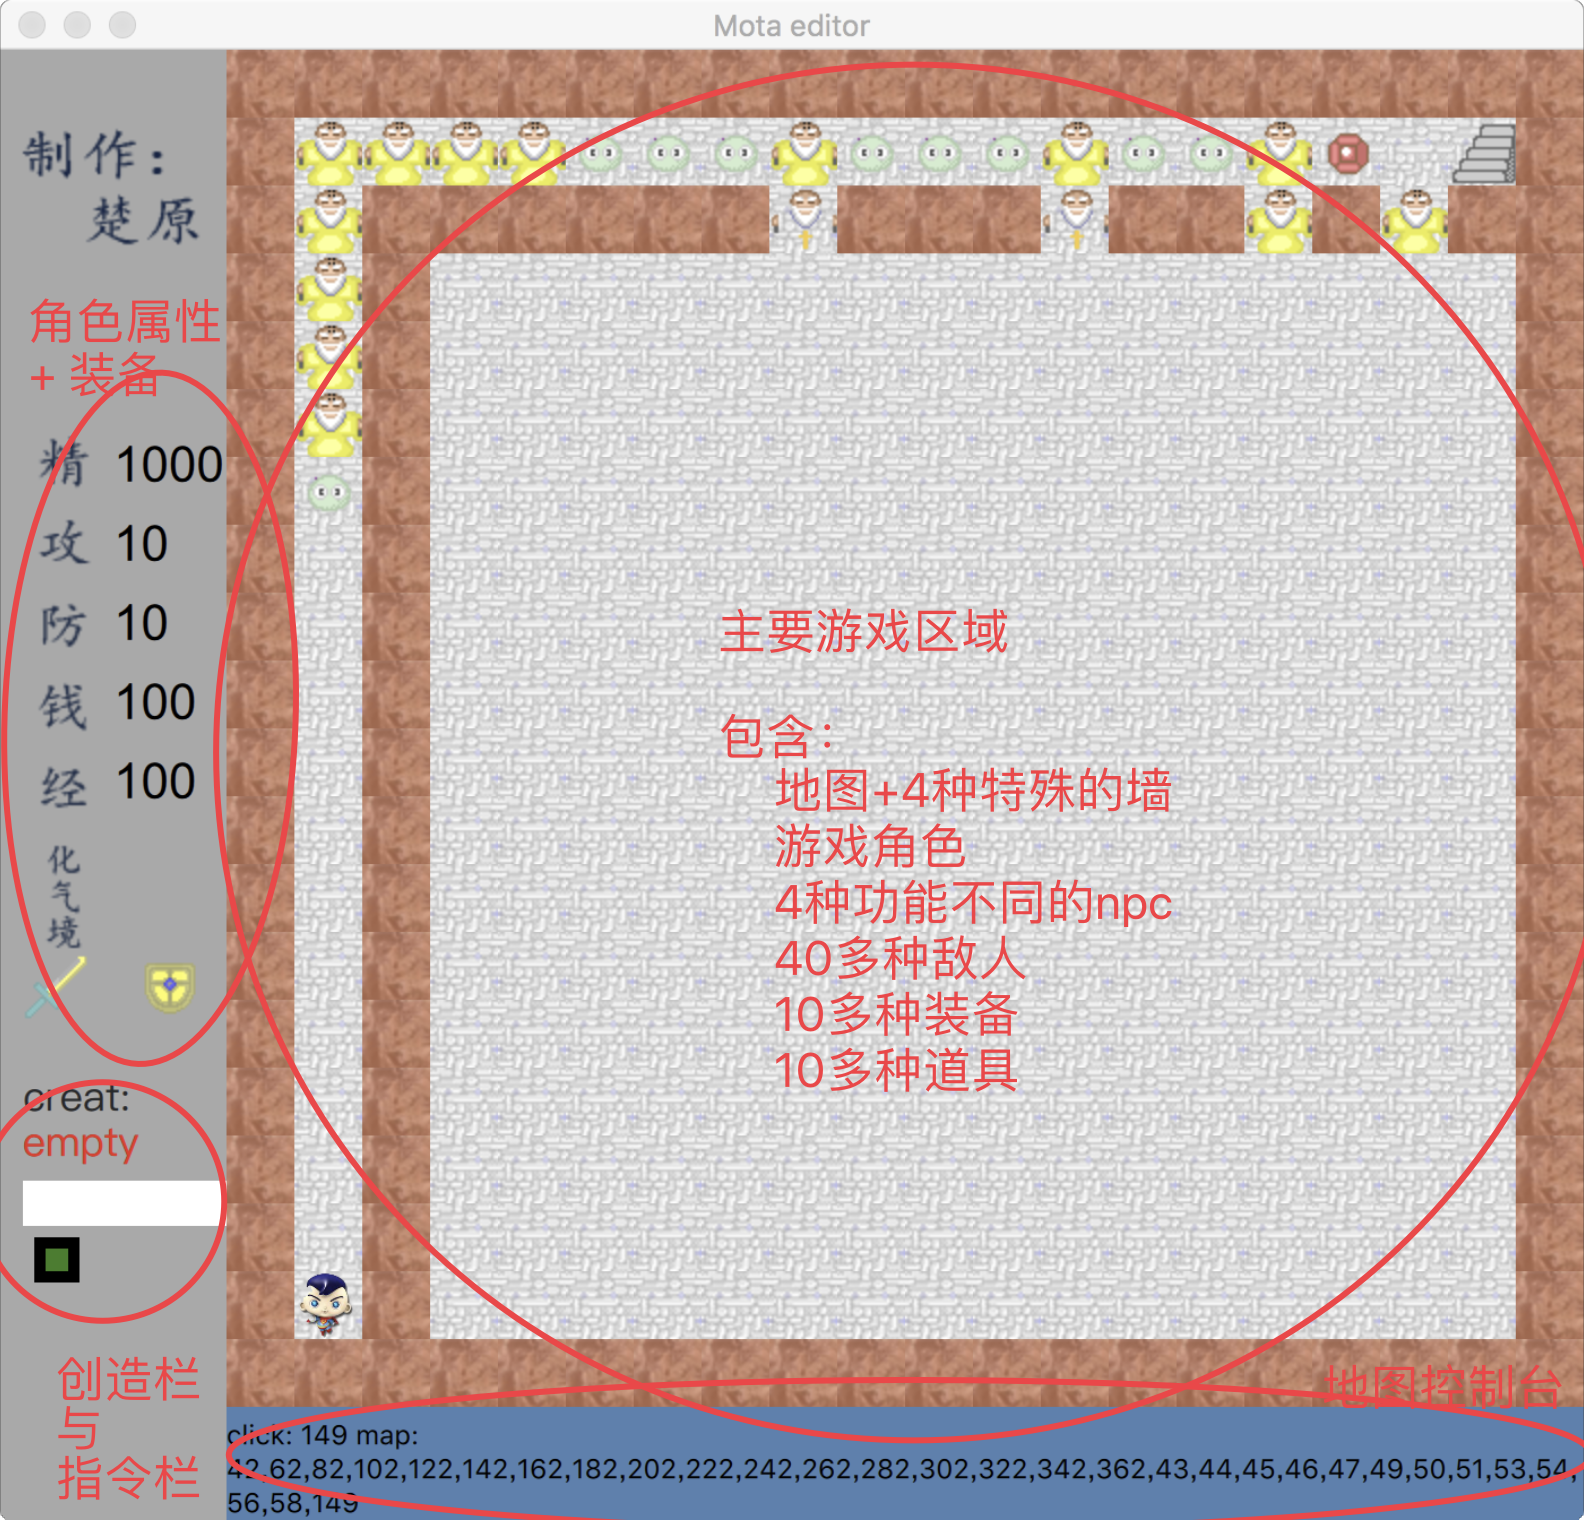 Mota editor
制作：
楚原
角色属性
+ 装备
精 1000
攻 10
防 10
钱 100
经 100
化
气
境
creat:
empty
创造栏
与
指令栏
主要游戏区域
包含：
地图+4种特殊的墙
游戏角色
4种功能不同的npc
40多种敌人
10多种装备
10多种道具
地图控制台
click: 149 map:
42,62,82,102,122,142,162,182,202,222,242,262,282,302,322,342,362,43,44,45,46,47,49,50,51,53,54,
56,58,149